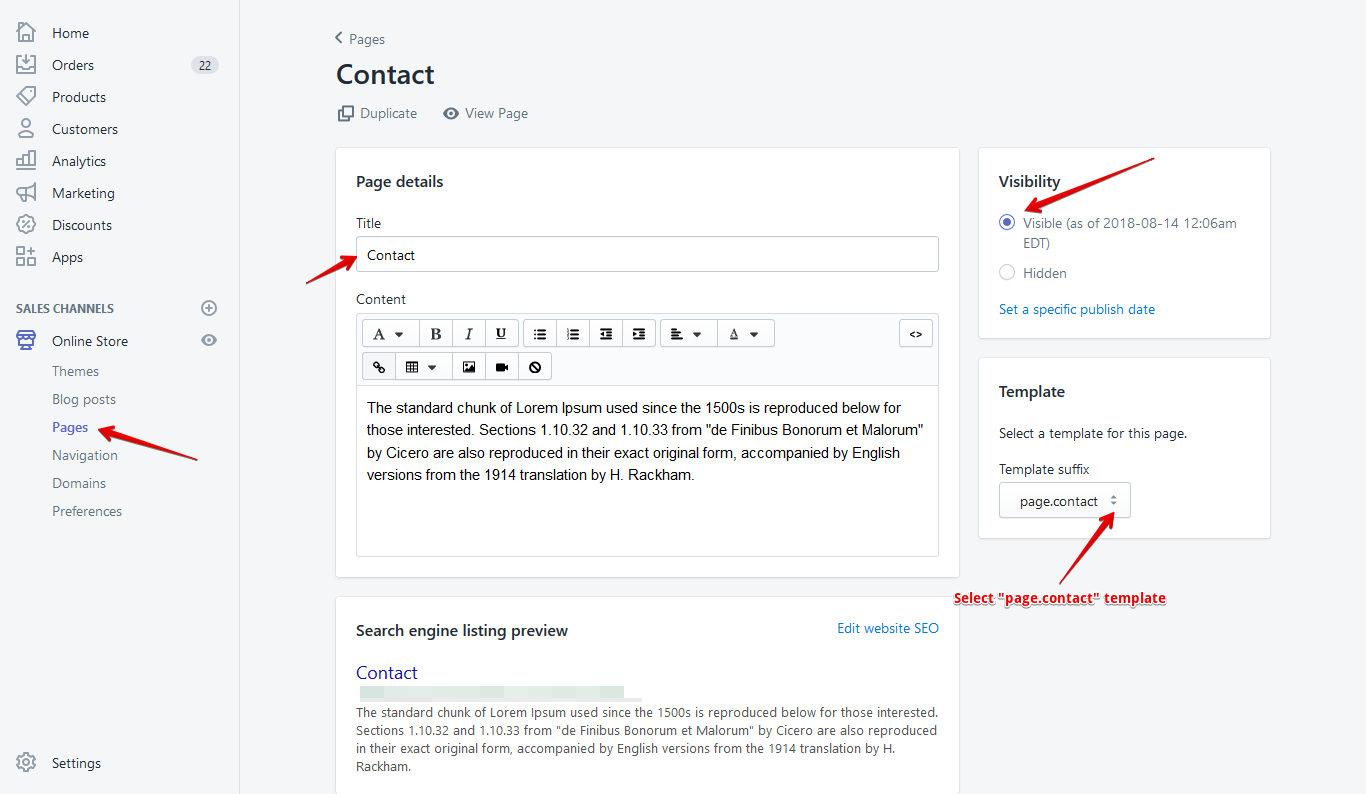 Home
Orders 22
Products
Customers
Analytics
Marketing
Discounts
Apps
SALES CHANNELS
Online Store
Themes
Blog posts
Pages
Navigation
Domains
Preferences
Settings
Pages
Contact
Duplicate View Page
Page details
Title
Contact
Content
A B I U A <>
The standard chunk of Lorem Ipsum used since the 1500s is reproduced below for
those interested. Sections 1.10.32 and 1.10.33 from "de Finibus Bonorum et Malorum"
by Cicero are also reproduced in their exact original form, accompanied by English
versions from the 1914 translation by H. Rackham.
Search engine listing preview Edit website SEO
Contact
The standard chunk of Lorem Ipsum used since the 1500s is reproduced below for those interested.
Sections 1.10.32 and 1.10.33 from "de Finibus Bonorum et Malorum" by Cicero are also reproduced
in their exact original form, accompanied by English versions from the 1914 translation by H.
Rackham.
Visibility
Visible (as of 2018-08-14 12:06am
EDT)
Hidden
Set a specific publish date
Template
Select a template for this page.
Template suffix
page.contact
Select "page.contact" template